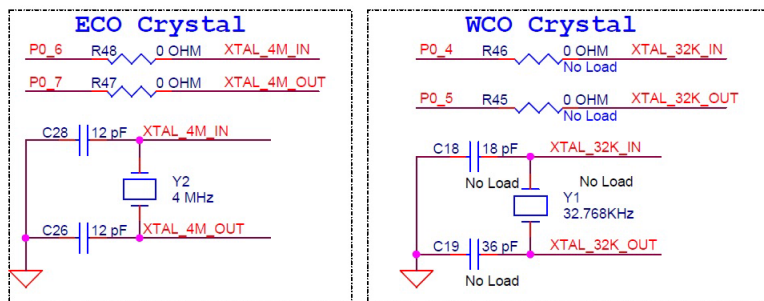 ECO Crystal
P0_6 R48 0 OHM XTAL_4M_IN
P0_7 R47 0 OHM XTAL_4M_OUT
C28 12 pF XTAL_4M_IN
Y2
4 MHz
C26 12 pF XTAL_4M_OUT
WCO Crystal
P0_4 R46 0 OHM XTAL_32K_IN
No Load
P0_5 R45 0 OHM XTAL_32K_OUT
No Load
C18 18 pF XTAL_32K_IN
No Load No Load
Y1
32.768KHz
C19 36 pF XTAL_32K_OUT
No Load